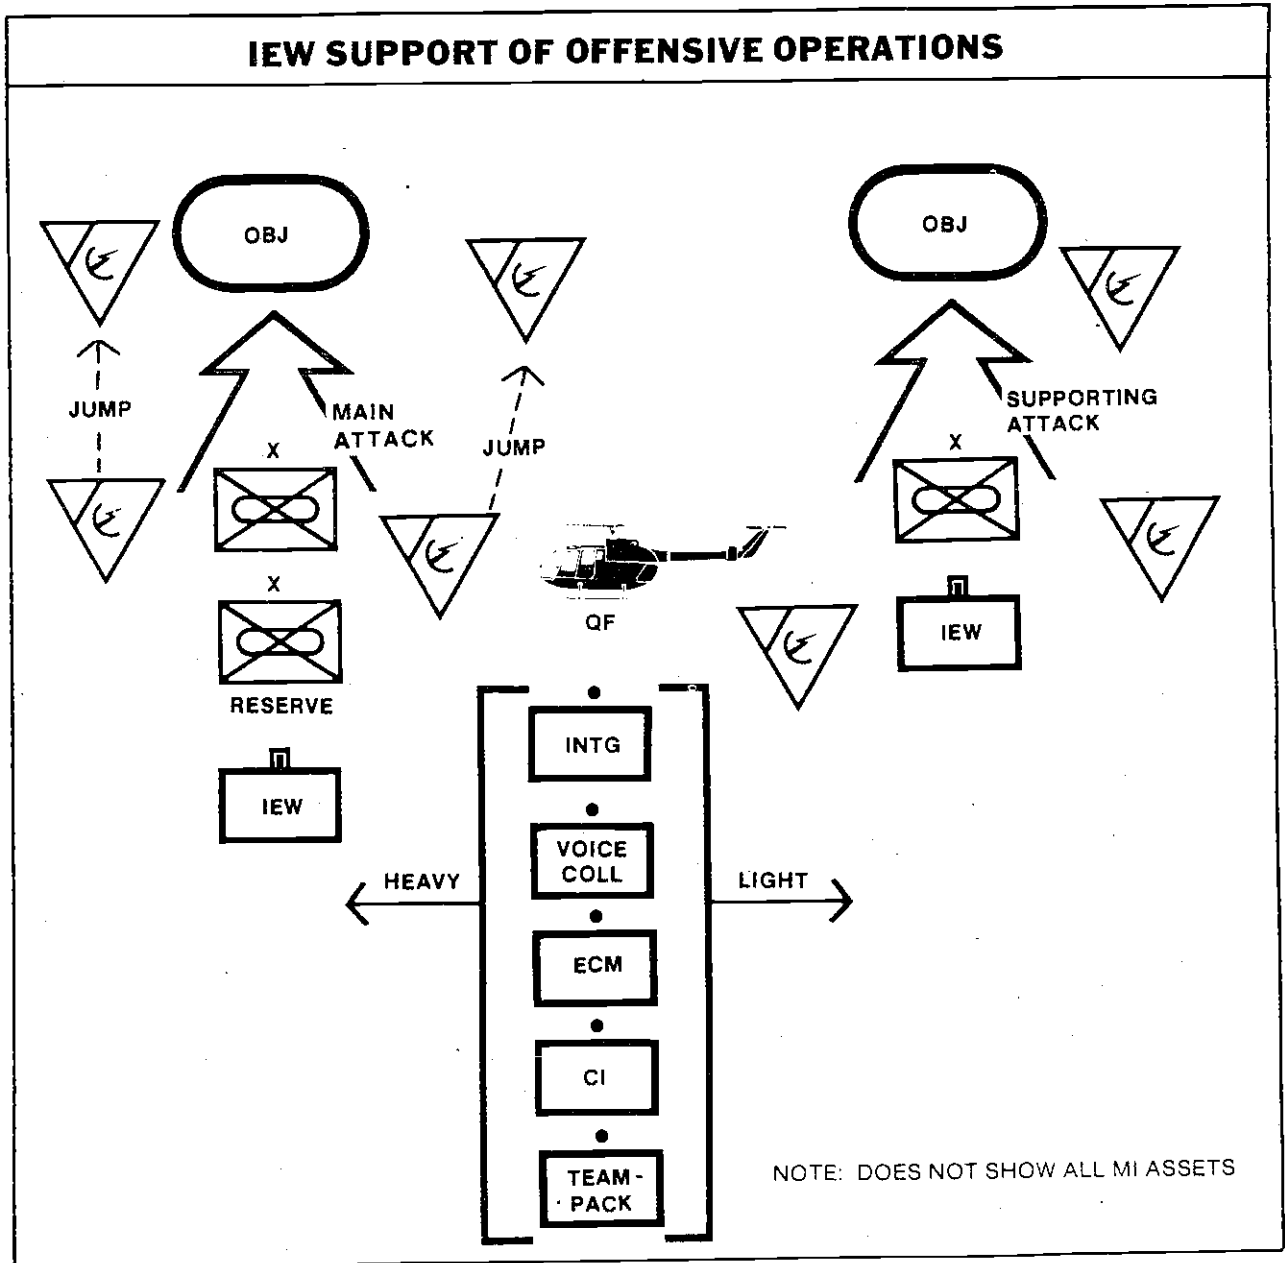 IEW SUPPORT OF OFFENSIVE OPERATIONS
OBJ
OBJ
JUMP
MAIN
ATTACK
JUMP
SUPPORTING
ATTACK
X
X
QF
X
RESERVE
IEW
IEW
INTG
VOICE
COLL
HEAVY
LIGHT
ECM
CI
TEAM-
PACK
NOTE: DOES NOT SHOW ALL MI ASSETS